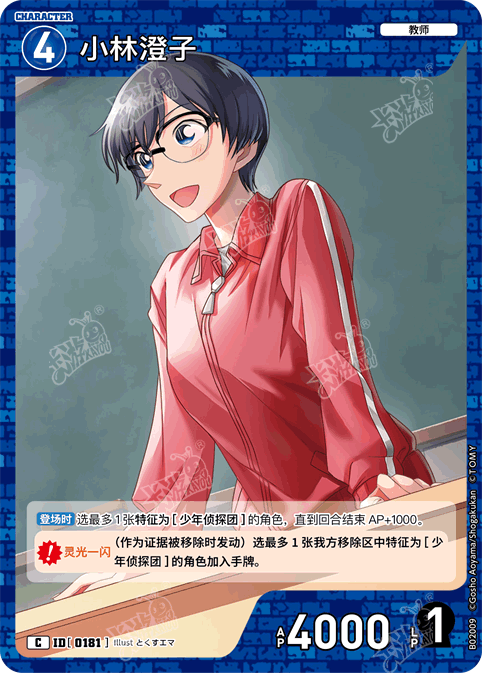 CHARACTER
4
小林澄子
教师
登场时 选最多 1 张特征为 [ 少年侦探团 ] 的角色，直到回合结束 AP+1000。
灵光一闪 （作为证据被移除时发动）选最多 1 张我方移除区中特征为 [ 少
年侦探团 ] 的角色加入手牌。
C ID[ 0181 ] Illust とくすエマ
AP 4000 LP 1
B02009 ©Gosho Aoyama/Shogakukan ©TOMY